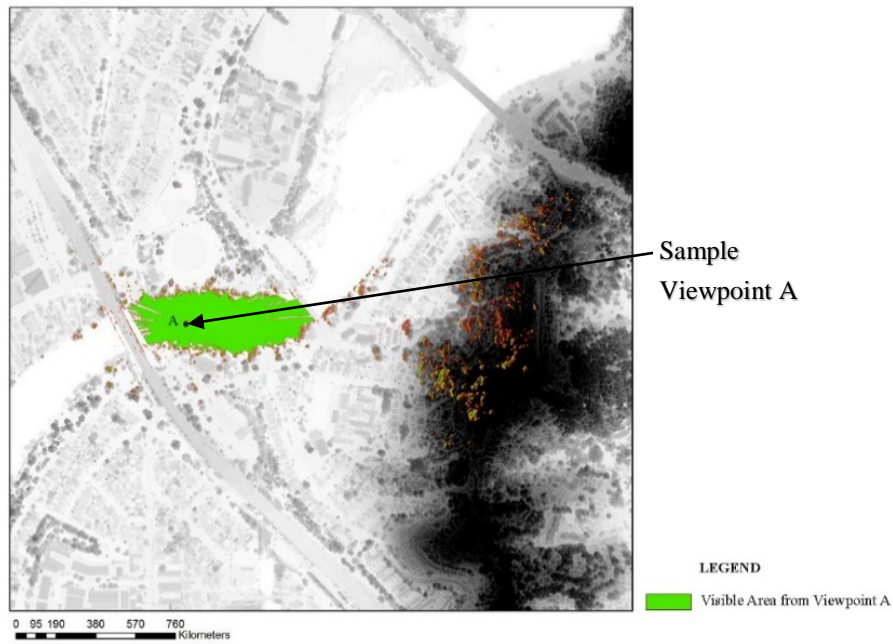 A
Sample
Viewpoint A
LEGEND
Visible Area from Viewpoint A
0 95 190 380 570 760
Kilometers